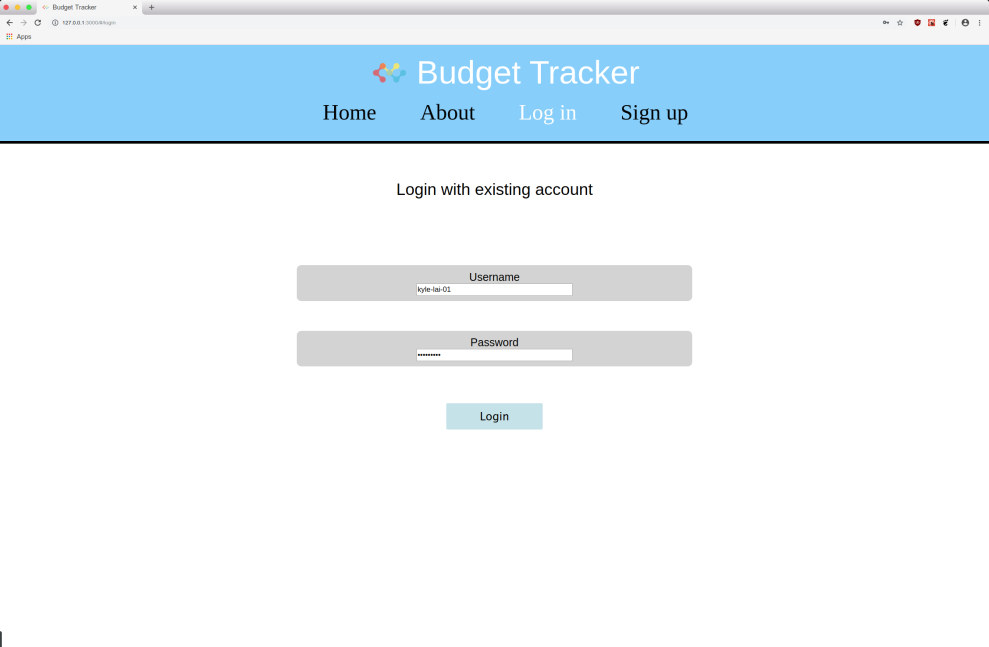 Budget Tracker
127.0.0.1:3000/#login
Apps
Budget Tracker
Home About Log in Sign up
Login with existing account
Username
kyle-lai-01
Password
•••••••••
Login